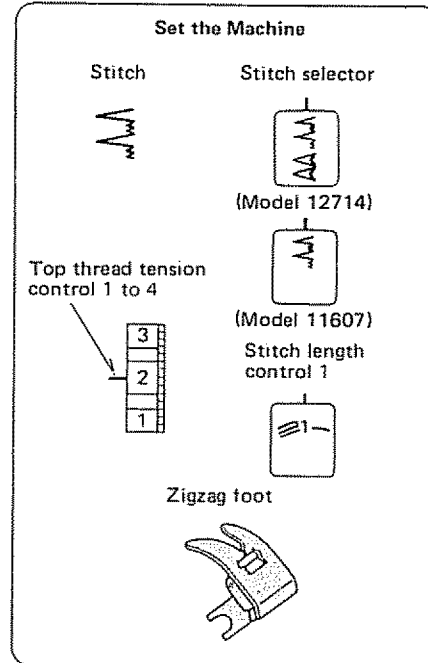 Set the Machine
Stitch
Stitch selector
(Model 12714)
(Model 11607)
Top thread tension
control 1 to 4
3
2
1
Stitch length
control 1
1
Zigzag foot